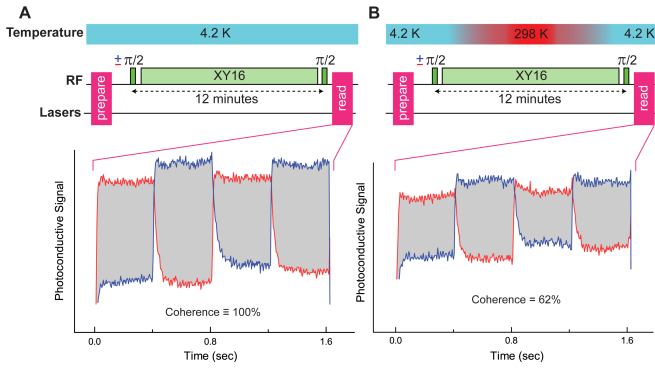 A
B
Temperature
4.2 K
4.2 K
298 K
4.2 K
± π/2
π/2
± π/2
π/2
RF
XY16
XY16
prepare
12 minutes
read
prepare
12 minutes
read
Lasers
Photoconductive Signal
Coherence ≡ 100%
0.0
0.8
1.6
Time (sec)
Photoconductive Signal
Coherence = 62%
0.0
0.8
1.6
Time (sec)